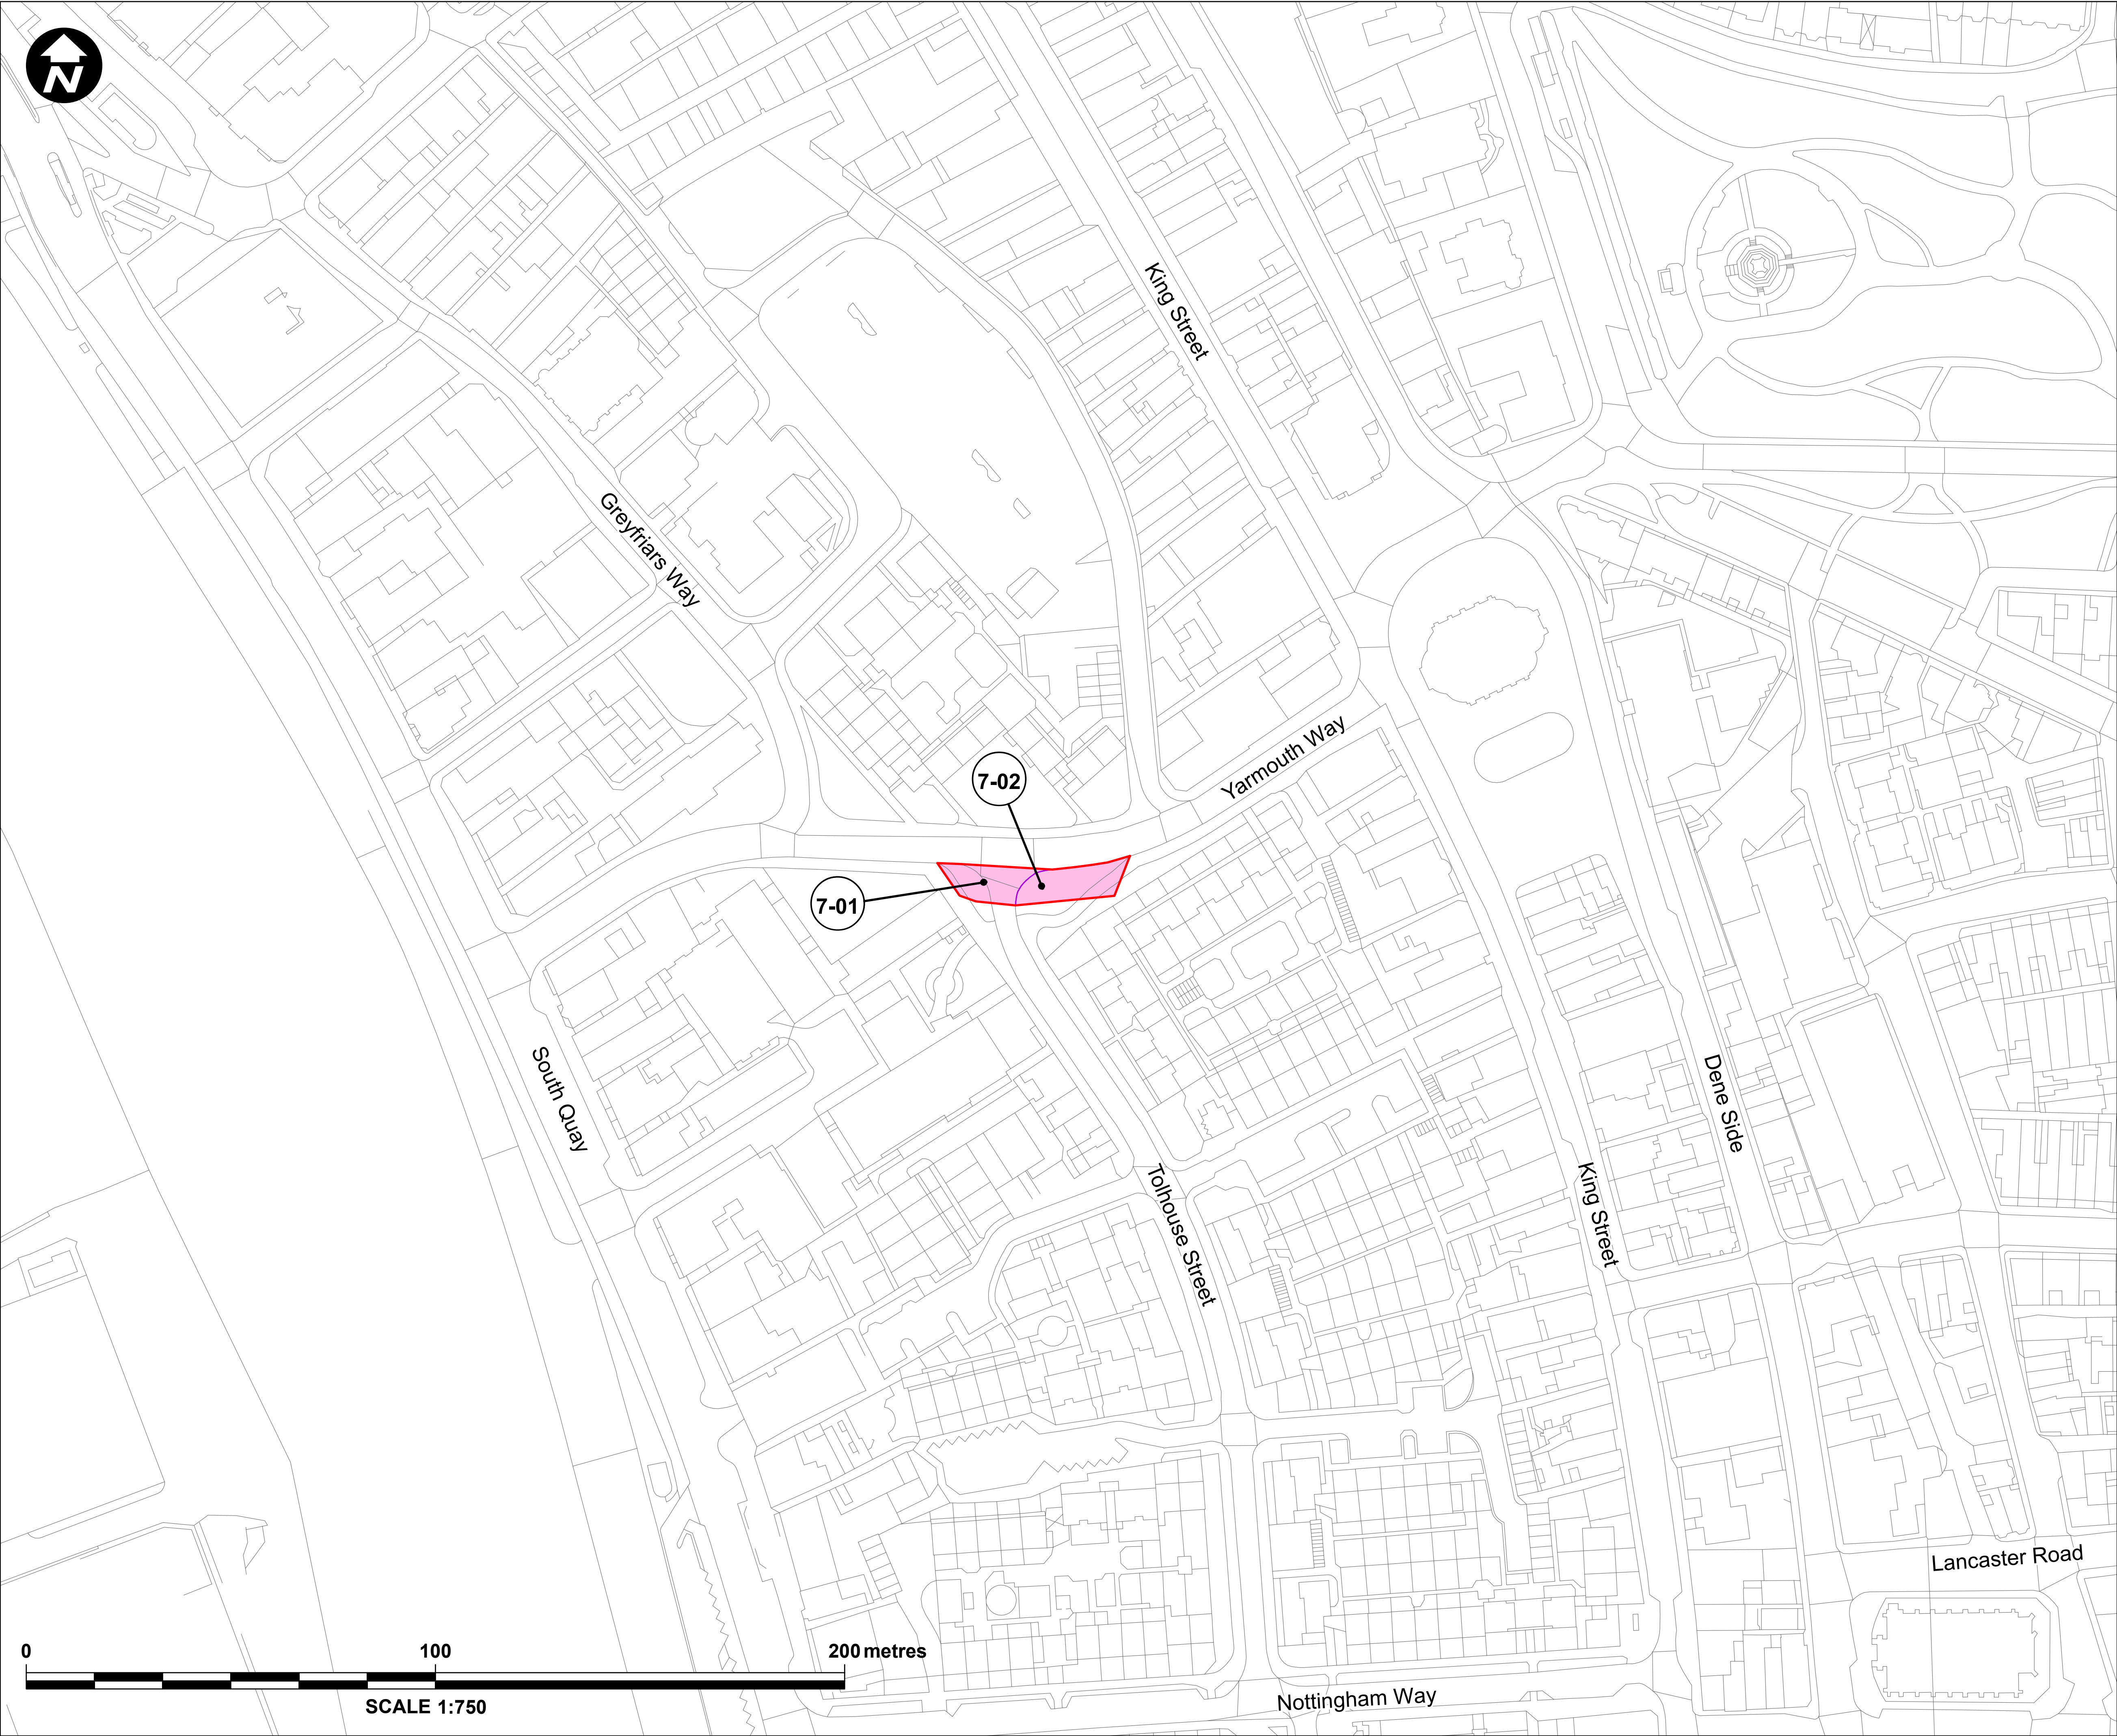 N
King Street
Greyfriars Way
Yarmouth Way
7-02
7-01
South Quay
Dene Side
Tolhouse Street
King Street
Lancaster Road
0 100 200 metres
SCALE 1:750
Nottingham Way